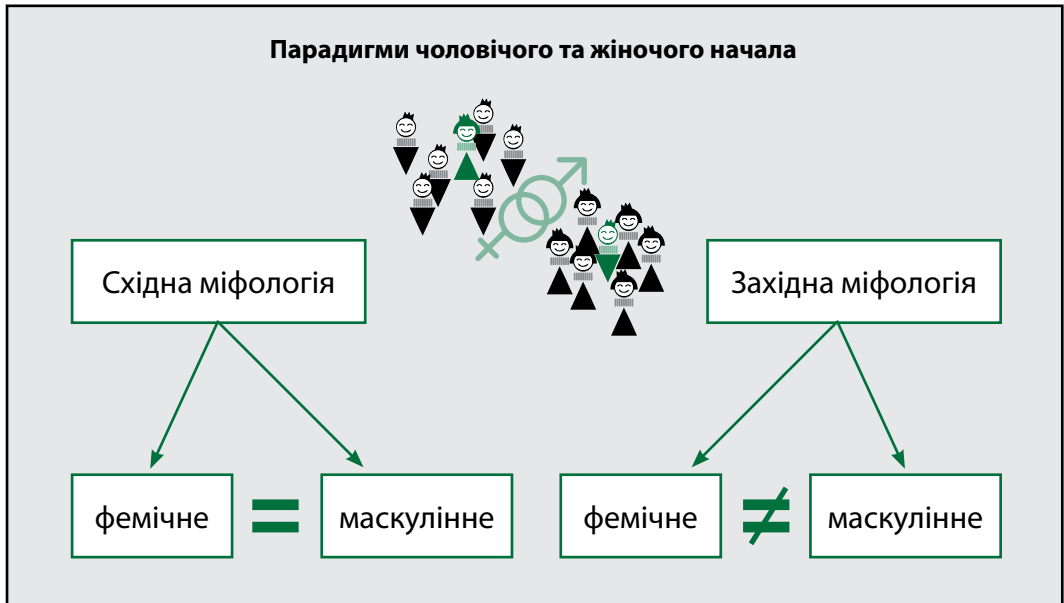 Парадигми чоловічого та жіночого начала
Східна міфологія
Західна міфологія
фемічне = маскулінне
фемічне ≠ маскулінне